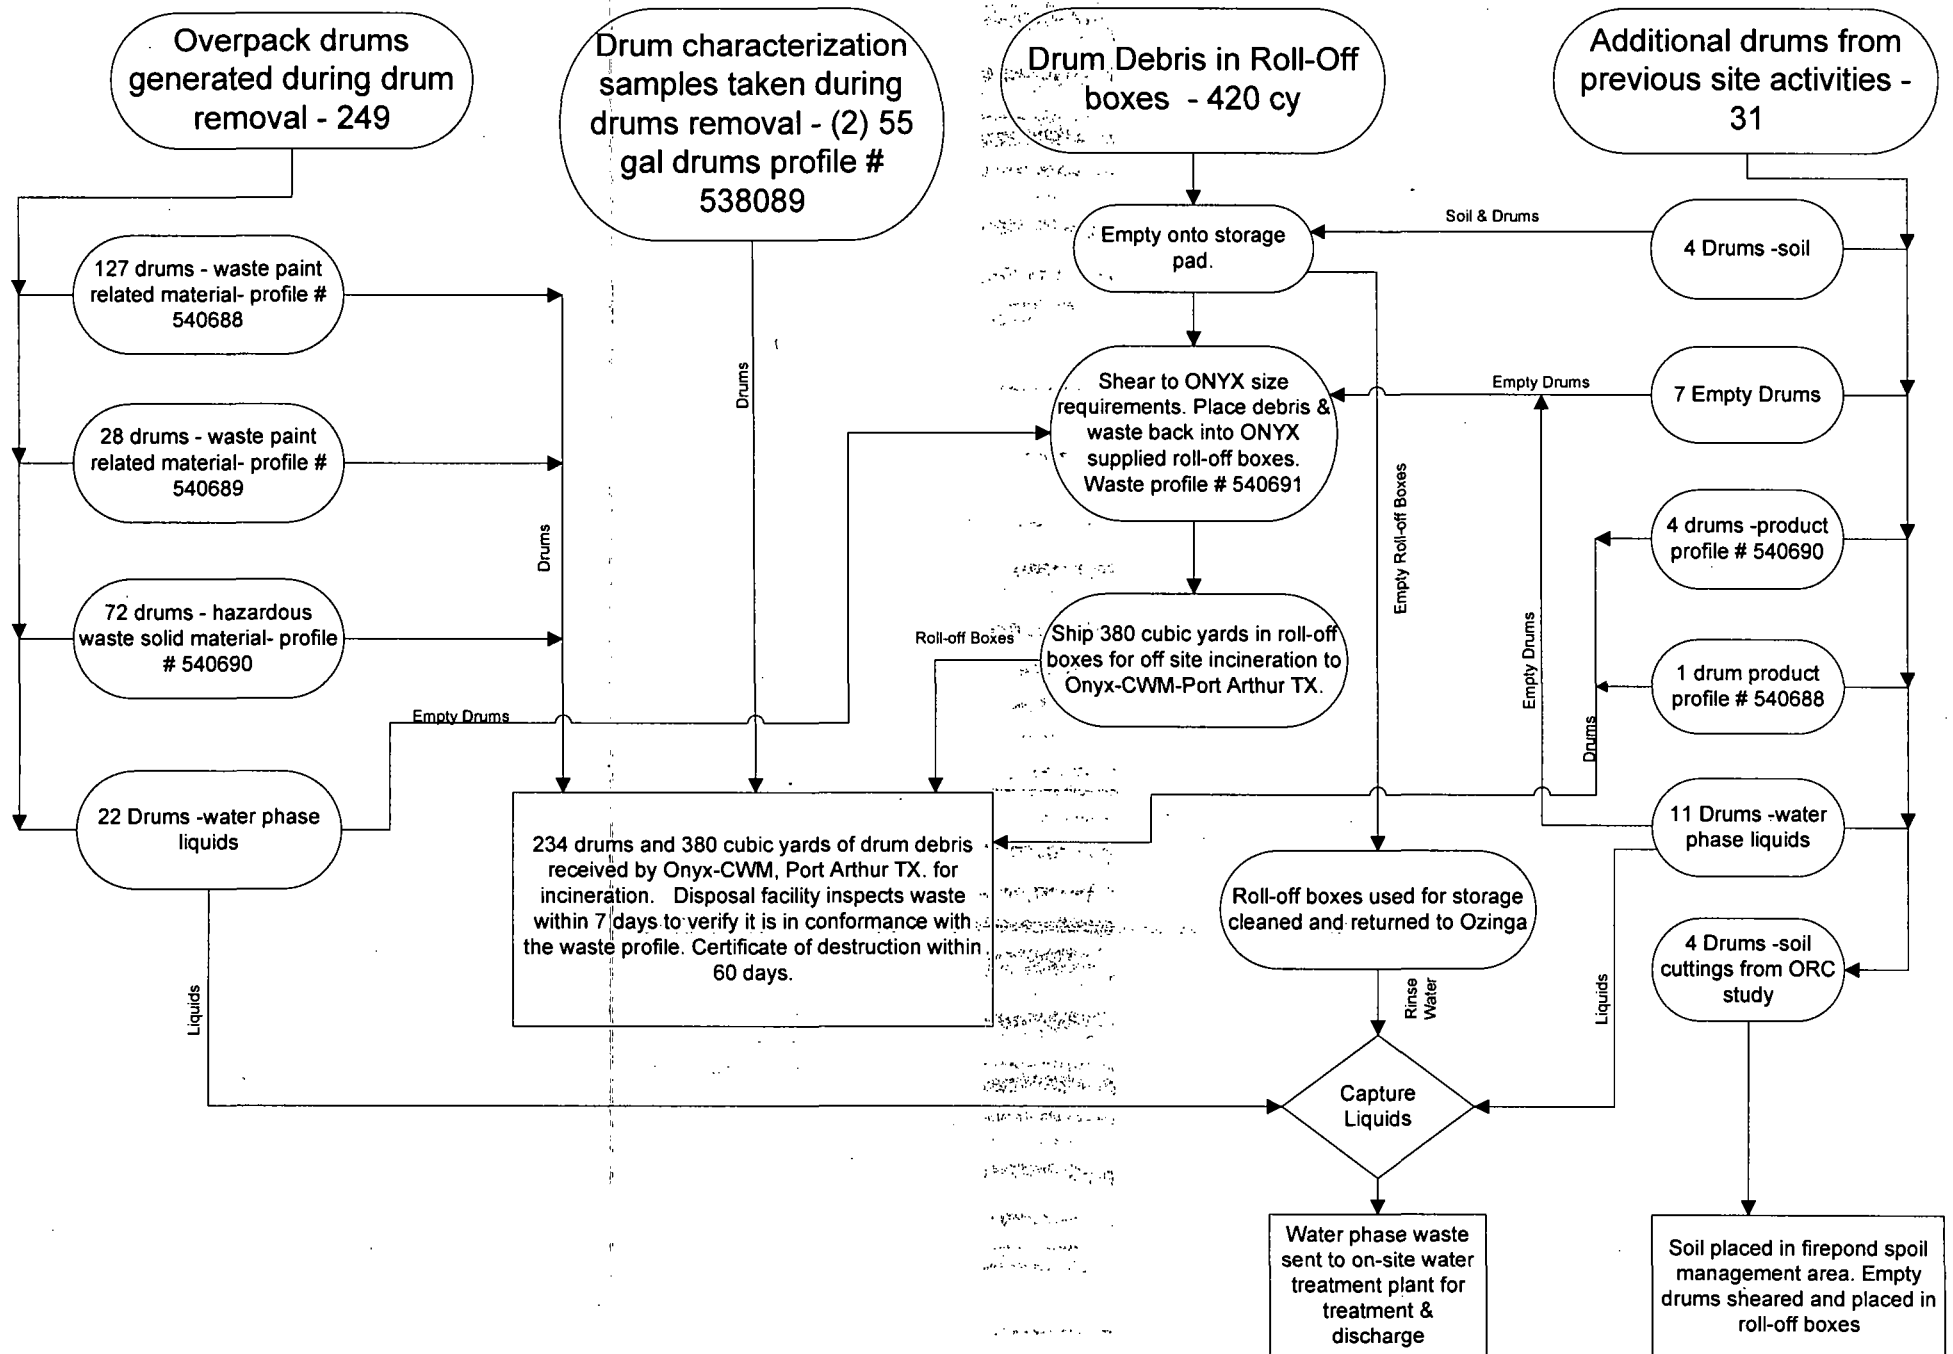 Overpack drums
generated during drum
removal - 249
Drum characterization
samples taken during
drums removal - (2) 55
gal drums profile #
538089
Drum Debris in Roll-Off
boxes - 420 cy
Additional drums from
previous site activities -
31
127 drums - waste paint
related material- profile #
540688
28 drums - waste paint
related material- profile #
540689
72 drums - hazardous
waste solid material- profile
# 540690
22 Drums -water phase
liquids
Drums
Drums
Empty Drums
Liquids
Empty onto storage
pad.
Soil & Drums
Shear to ONYX size
requirements. Place debris &
waste back into ONYX
supplied roll-off boxes.
Waste profile # 540691
Empty Drums
Roll-off Boxes
Ship 380 cubic yards in roll-off
boxes for off site incineration to
Onyx-CWM-Port Arthur TX.
Empty Roll-off Boxes
234 drums and 380 cubic yards of drum debris
received by Onyx-CWM, Port Arthur TX. for
incineration. Disposal facility inspects waste
within 7 days to verify it is in conformance with
the waste profile. Certificate of destruction within
60 days.
4 Drums -soil
7 Empty Drums
4 drums -product
profile # 540690
1 drum product
profile # 540688
11 Drums -water
phase liquids
4 Drums -soil
cuttings from ORC
study
Empty Drums
Drums
Liquids
Roll-off boxes used for storage
cleaned and returned to Ozinga
Rinse
Water
Capture
Liquids
Water phase waste
sent to on-site water
treatment plant for
treatment &
discharge
Soil placed in firepond spoil
management area. Empty
drums sheared and placed in
roll-off boxes